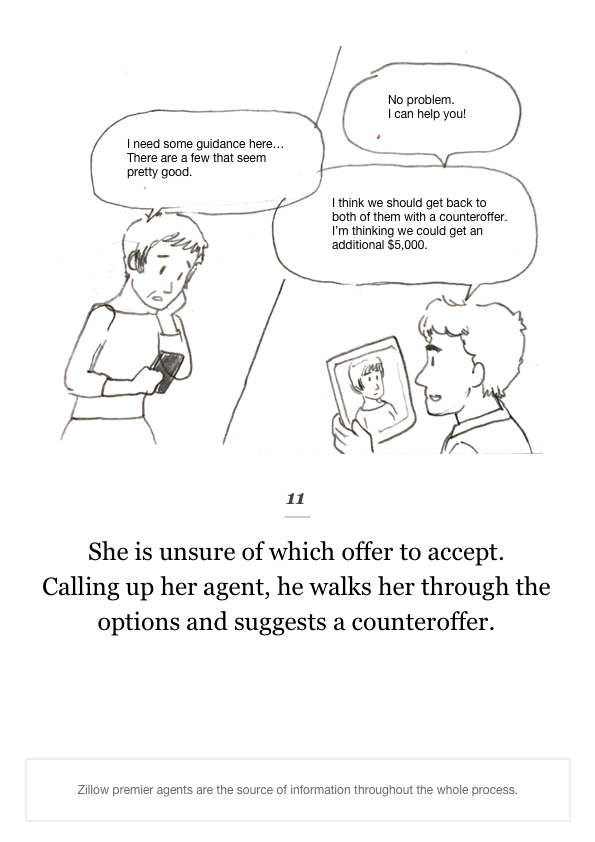 I need some guidance here...
There are a few that seem
pretty good.
No problem.
I can help you!
I think we should get back to
both of them with a counteroffer.
I'm thinking we could get an
additional $5,000.
11
She is unsure of which offer to accept.
Calling up her agent, he walks her through the
options and suggests a counteroffer.
Zillow premier agents are the source of information throughout the whole process.